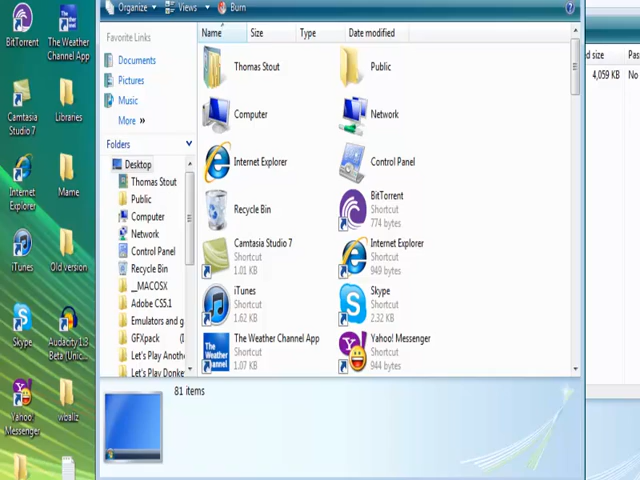 BitTorrent
The Weather
Channel App
Camtasia
Studio 7
Libraries
Internet
Explorer
Mame
iTunes
Old version
Skype
Audacity 1.3
Beta (Unic...
Yahoo!
Messenger
wbaliz
Organize
Views
Burn
Favorite Links
Documents
Pictures
Music
More »
Folders
Desktop
Thomas Stout
Public
Computer
Network
Control Panel
Recycle Bin
__MACOSX
Adobe CS5.1
Emulators and g
GFXpack (I
Let's Play Anoth
Let's Play Donke
Name Size Type Date modified
Thomas Stout
Public
Computer
Network
Internet Explorer
Control Panel
Recycle Bin
BitTorrent
Shortcut
774 bytes
Camtasia Studio 7
Shortcut
1.01 KB
Internet Explorer
Shortcut
949 bytes
iTunes
Shortcut
1.62 KB
Skype
Shortcut
2.32 KB
The Weather Channel App
Shortcut
1.07 KB
Yahoo! Messenger
Shortcut
944 bytes
81 items
d size Pas
4,059 KB No